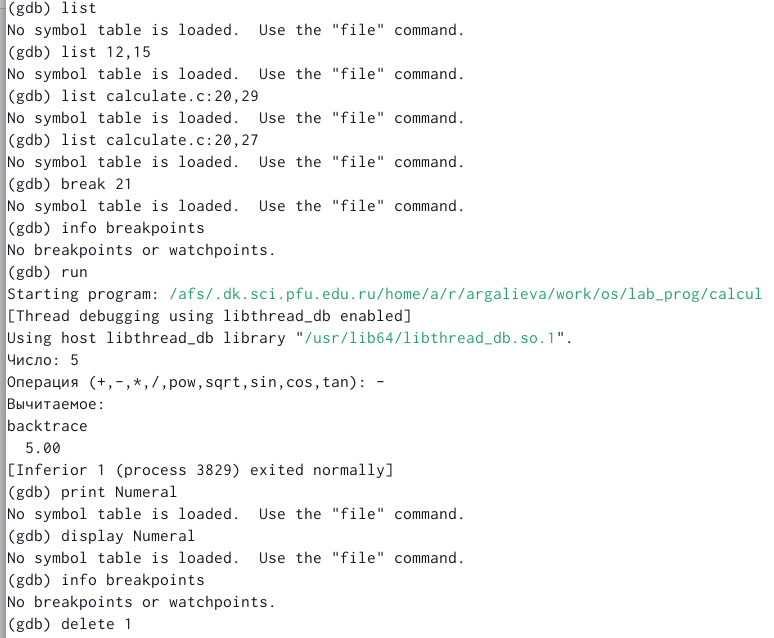 (gdb) list
No symbol table is loaded.  Use the "file" command.
(gdb) list 12,15
No symbol table is loaded.  Use the "file" command.
(gdb) list calculate.c:20,29
No symbol table is loaded.  Use the "file" command.
(gdb) list calculate.c:20,27
No symbol table is loaded.  Use the "file" command.
(gdb) break 21
No symbol table is loaded.  Use the "file" command.
(gdb) info breakpoints
No breakpoints or watchpoints.
(gdb) run
Starting program: /afs/.dk.sci.pfu.edu.ru/home/a/r/argalieva/work/os/lab_prog/calcul
[Thread debugging using libthread_db enabled]
Using host libthread_db library "/usr/lib64/libthread_db.so.1".
Число: 5
Операция (+,-,*,/,pow,sqrt,sin,cos,tan): -
Вычитаемое:
backtrace
  5.00
[Inferior 1 (process 3829) exited normally]
(gdb) print Numeral
No symbol table is loaded.  Use the "file" command.
(gdb) display Numeral
No symbol table is loaded.  Use the "file" command.
(gdb) info breakpoints
No breakpoints or watchpoints.
(gdb) delete 1